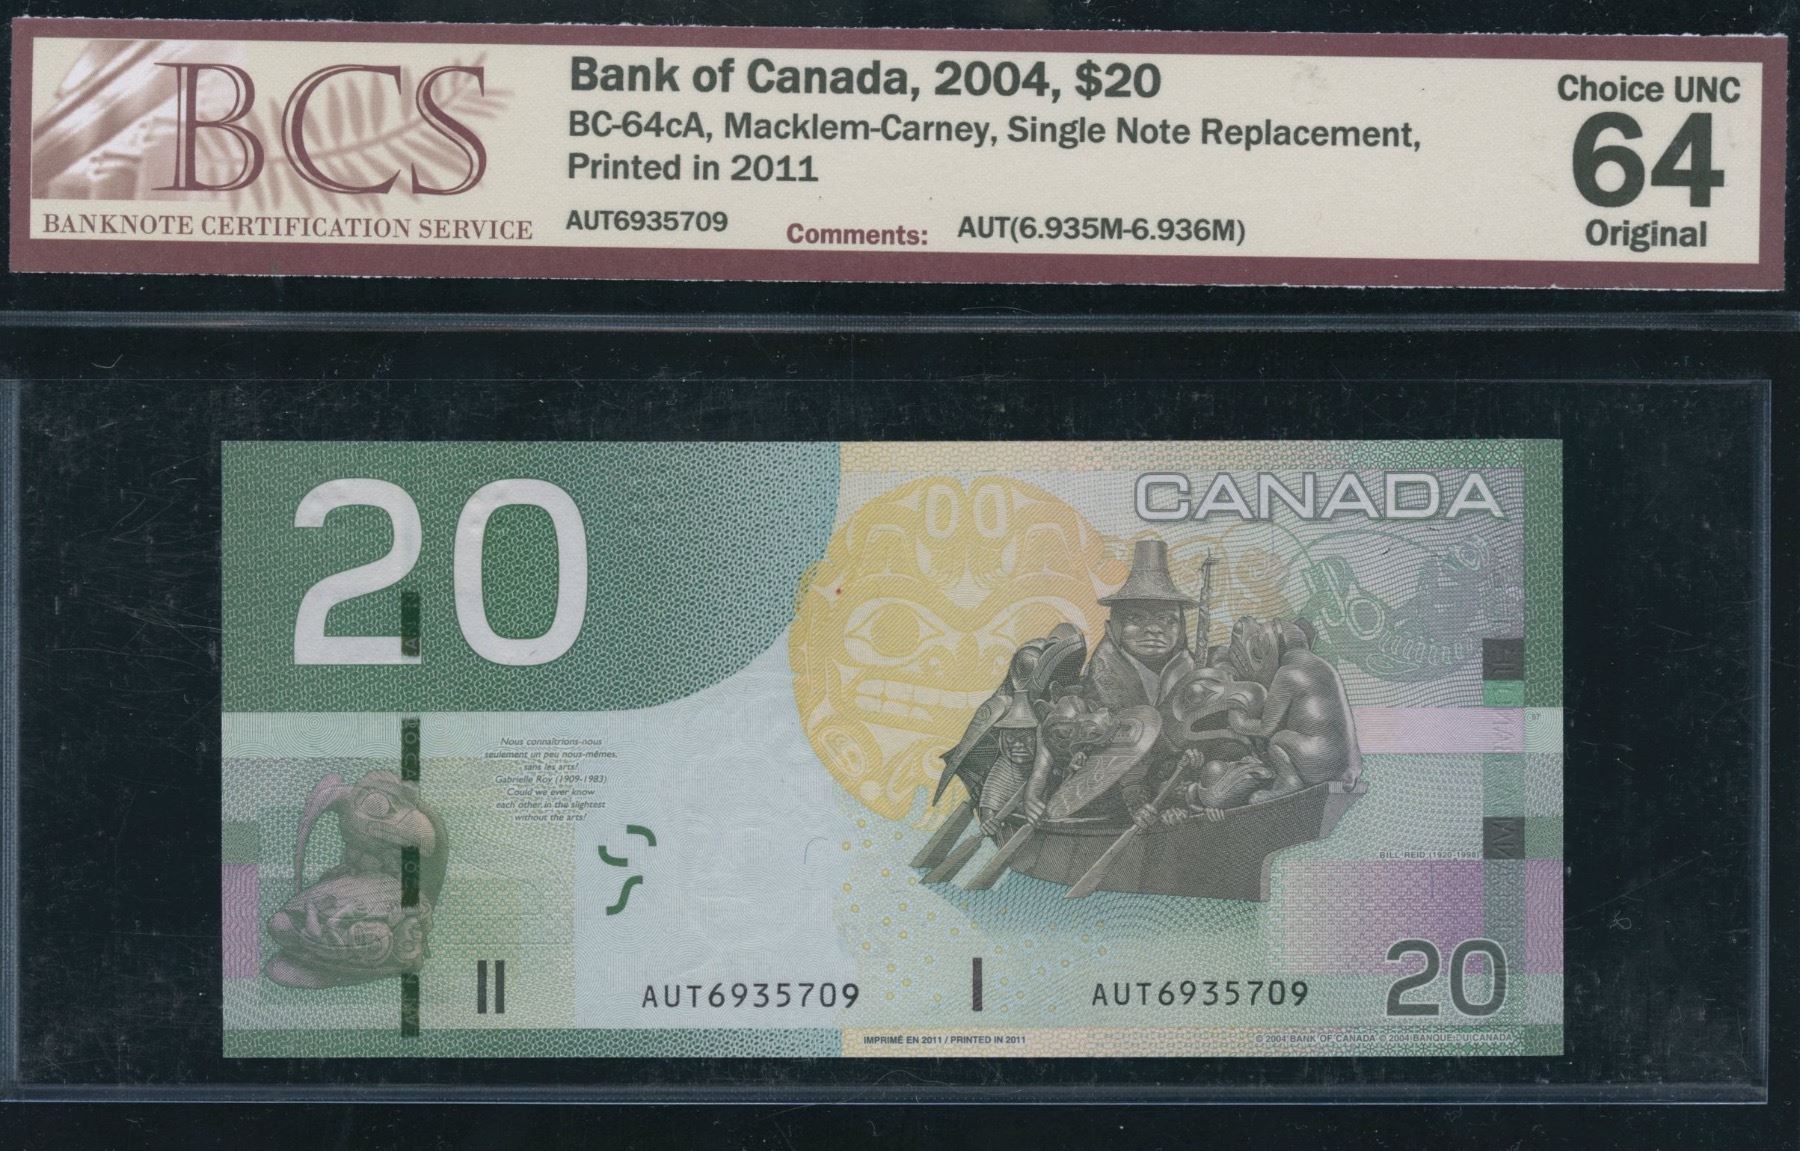 BCS
BANKNOTE CERTIFICATION SERVICE
Bank of Canada, 2004, $20
BC-64cA, Macklem-Carney, Single Note Replacement,
Printed in 2011
AUT6935709
Comments: AUT(6.935M-6.936M)
Choice UNC
64
Original
20
CANADA
Nous connaîtrions-nous
seulement un peu nous-mêmes,
sans les arts?
Gabrielle Roy (1909-1983)
Could we ever know
each other in the slightest
without the arts?
BILL REID (1920-1998)
AUT6935709
AUT6935709
20
IMPRIMÉ EN 2011 / PRINTED IN 2011
© 2004 BANK OF CANADA © 2004 BANQUE DU CANADA